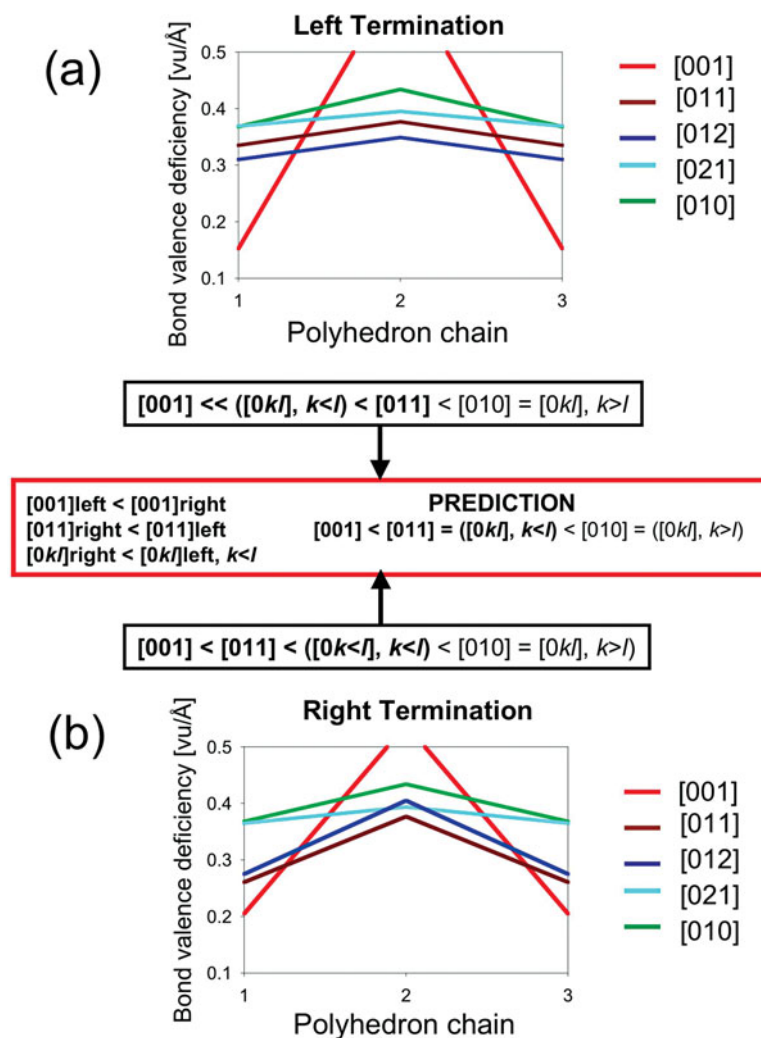 (a)
Left Termination
Bond valence deficiency [vu/Å]
0.5
0.4
0.3
0.2
0.1
1 2 3
Polyhedron chain
[001]
[011]
[012]
[021]
[010]
[001] << ([0kl], k<l) < [011] < [010] = [0kl], k>l
[001]left < [001]right
[011]right < [011]left
[0kl]right < [0kl]left, k<l
PREDICTION
[001] < [011] = ([0kl], k<l) < [010] = ([0kl], k>l)
[001] < [011] < ([0k<l], k<l) < [010] = [0kl], k>l)
(b)
Right Termination
Bond valence deficiency [vu/Å]
0.5
0.4
0.3
0.2
0.1
1 2 3
Polyhedron chain
[001]
[011]
[012]
[021]
[010]